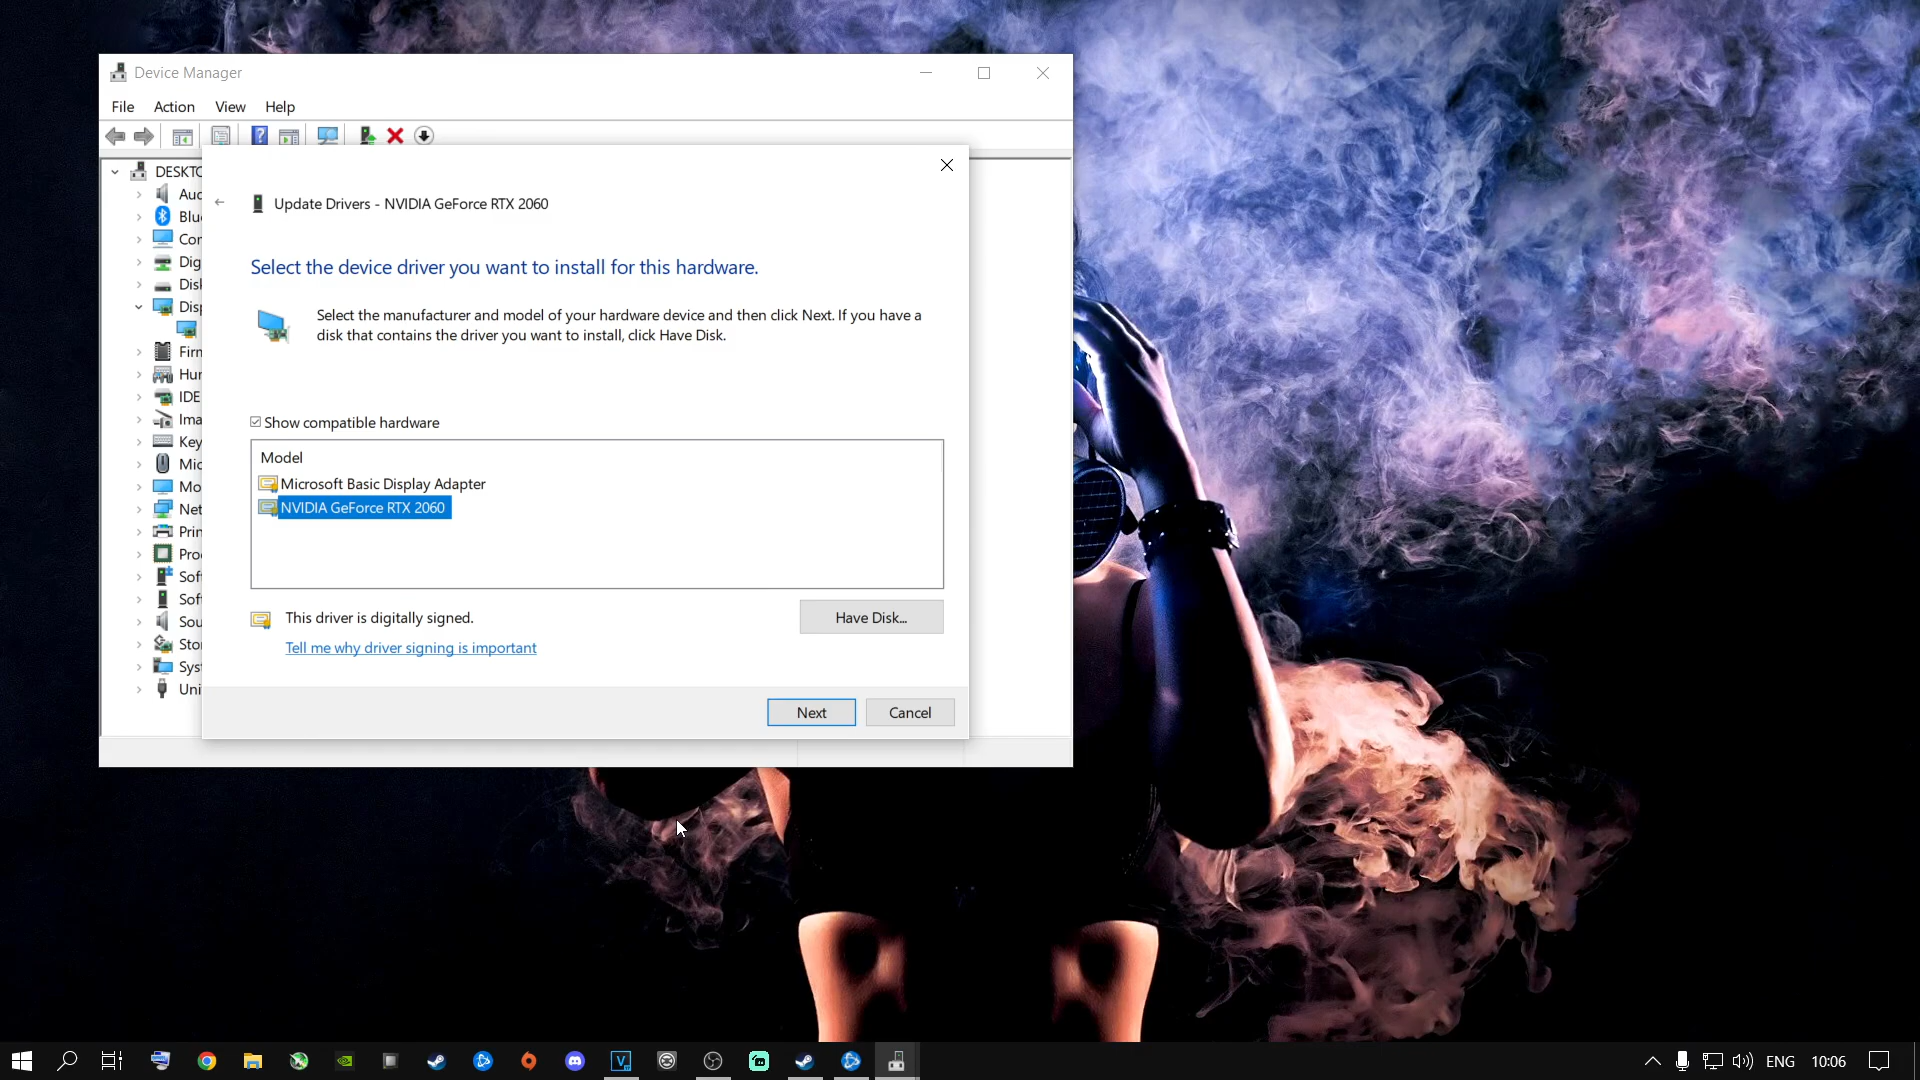 Device Manager
File Action View Help
DESKTO
Aud
Blu
Con
Dig
Disk
Disp
Firn
Hur
IDE
Ima
Key
Mic
Mo
Net
Prin
Pro
Sof
Sof
Sou
Sto
Sys
Uni
Update Drivers - NVIDIA GeForce RTX 2060
Select the device driver you want to install for this hardware.
Select the manufacturer and model of your hardware device and then click Next. If you have a
disk that contains the driver you want to install, click Have Disk.
Show compatible hardware
Model
Microsoft Basic Display Adapter
NVIDIA GeForce RTX 2060
This driver is digitally signed.
Have Disk...
Tell me why driver signing is important
Next
Cancel
ENG
10:06